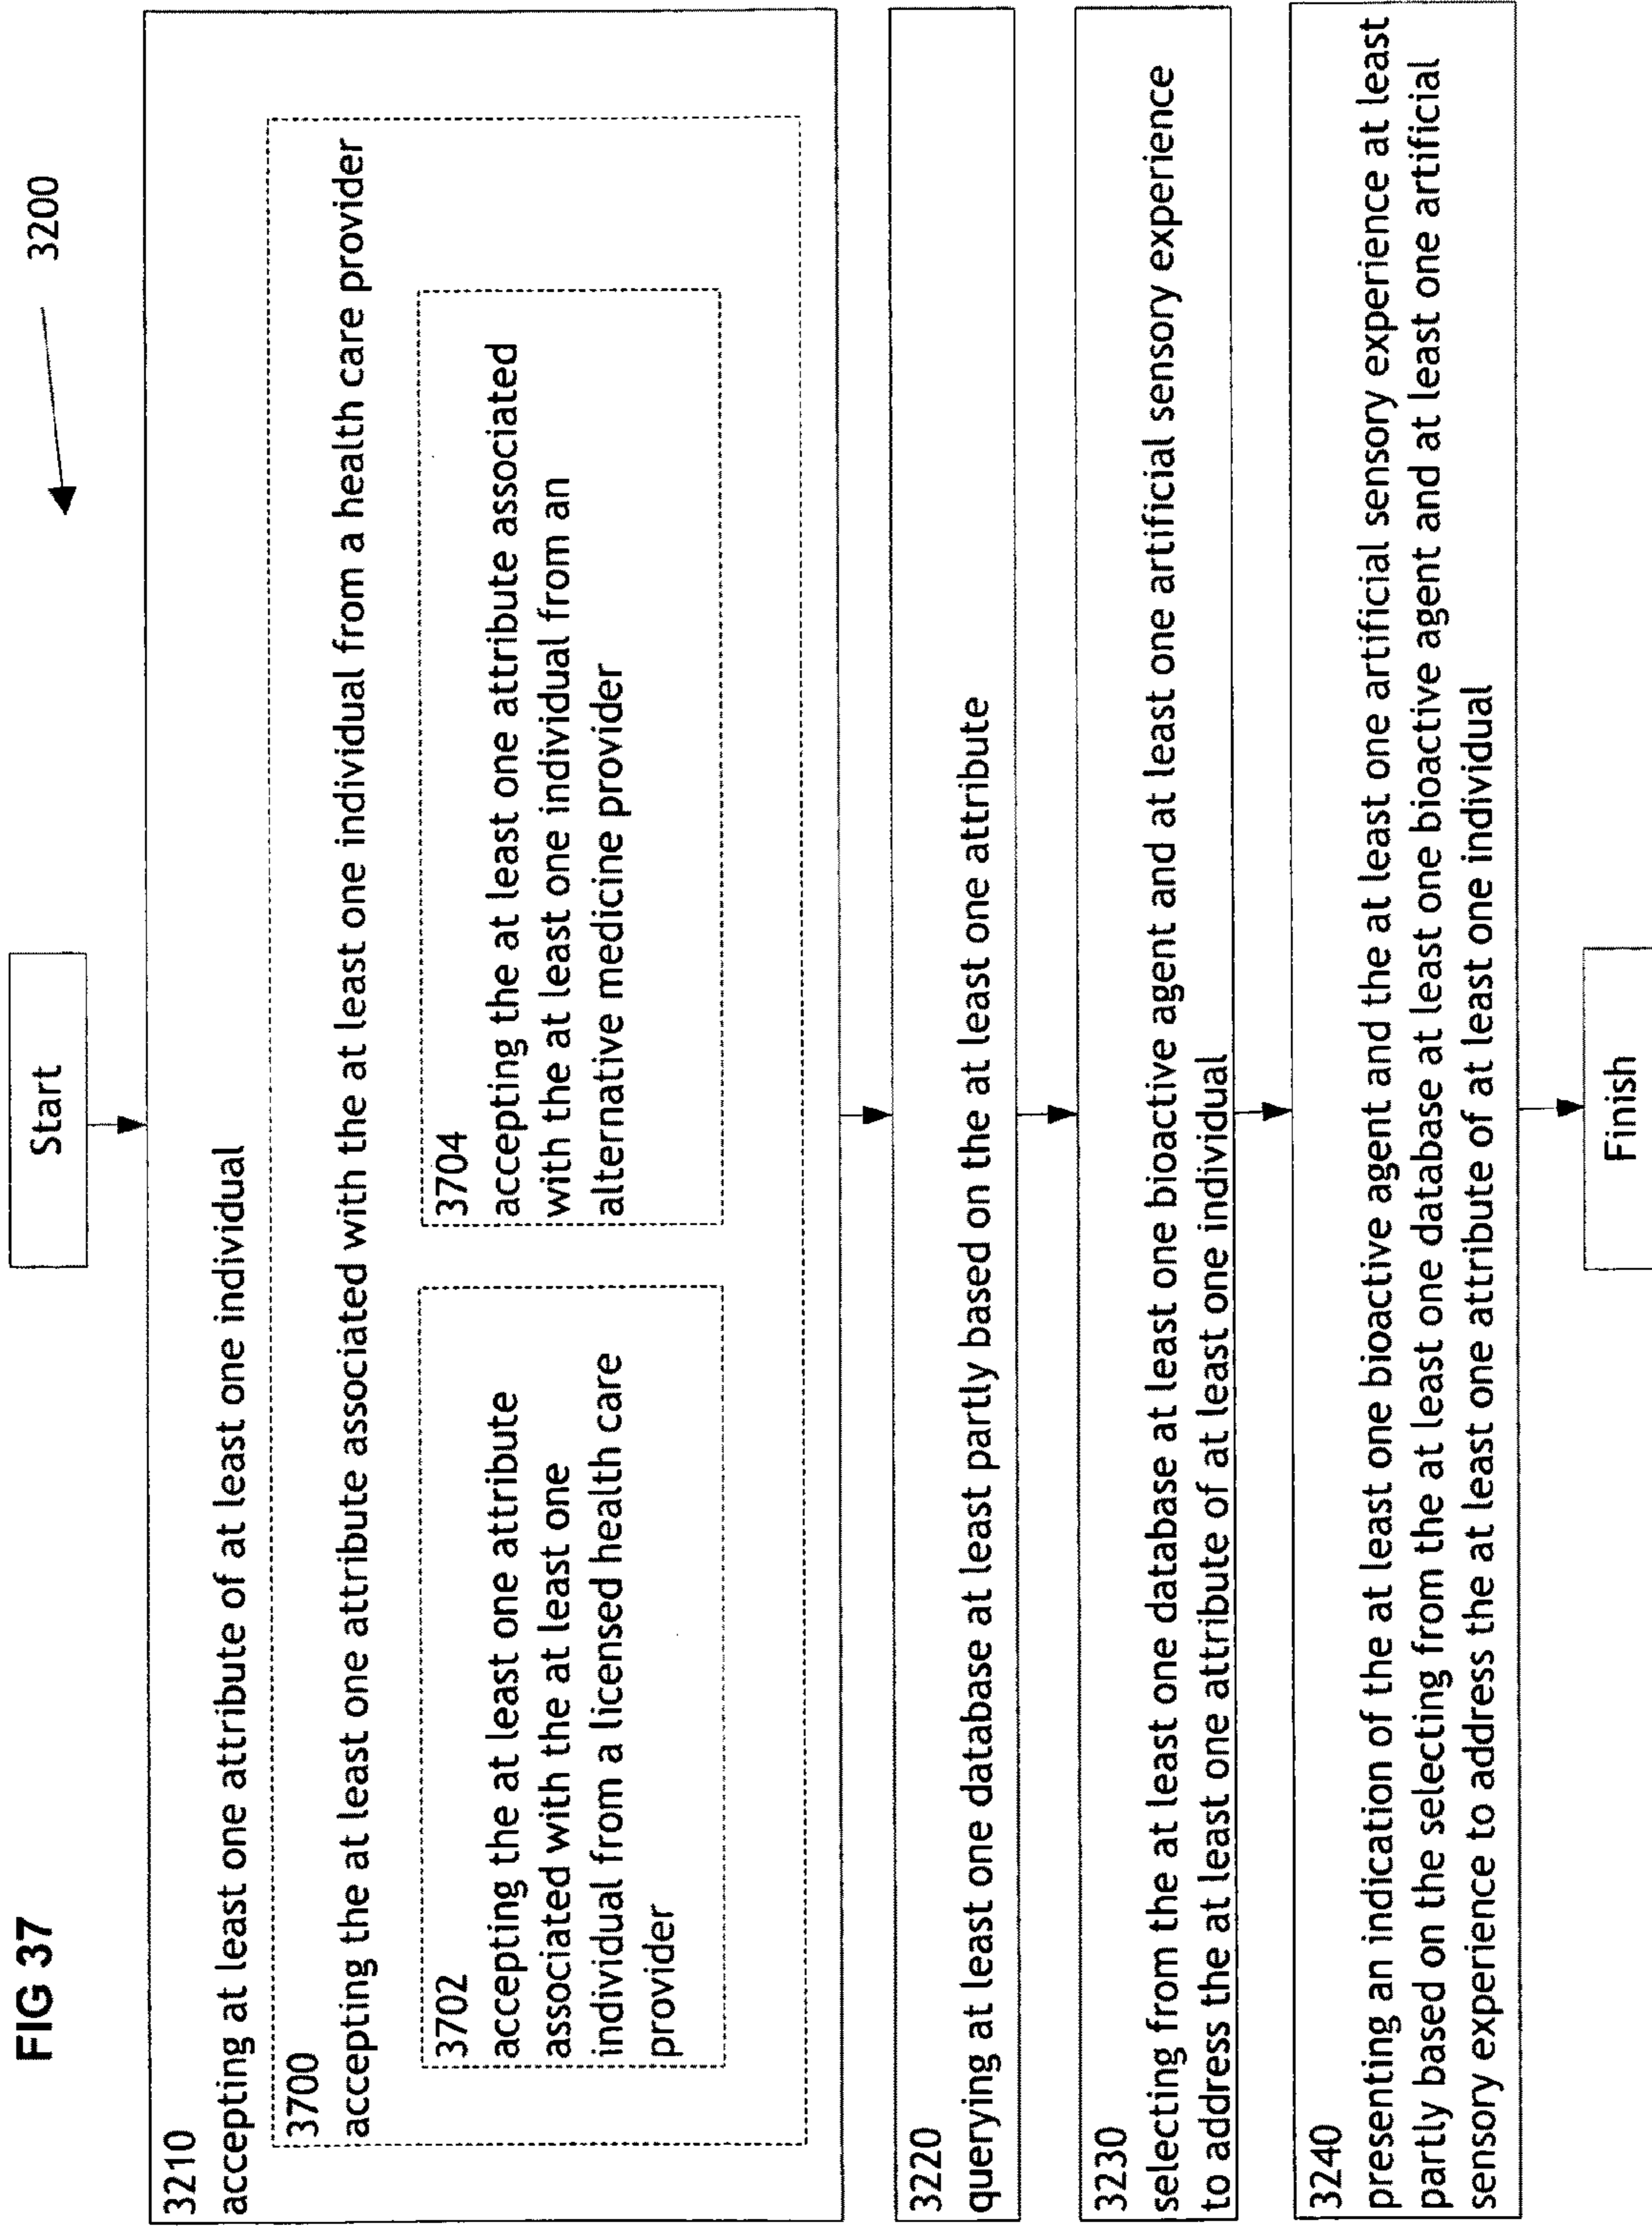 FIG 37
3200
Start
3210
accepting at least one attribute of at least one individual
3700
accepting the at least one attribute associated with the at least one individual from a health care provider
3702
accepting the at least one attribute
associated with the at least one
individual from a licensed health care
provider
3704
accepting the at least one attribute associated
with the at least one individual from an
alternative medicine provider
3220
querying at least one database at least partly based on the at least one attribute
3230
selecting from the at least one database at least one bioactive agent and at least one artificial sensory experience
to address the at least one attribute of at least one individual
3240
presenting an indication of the at least one bioactive agent and the at least one artificial sensory experience at least
partly based on the selecting from the at least one database at least one bioactive agent and at least one artificial
sensory experience to address the at least one attribute of at least one individual
Finish